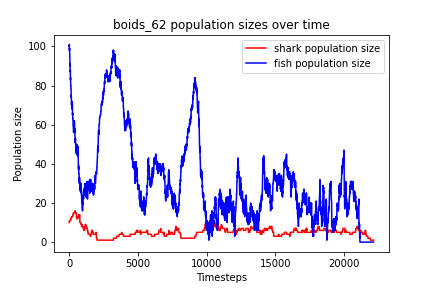 boids_62 population sizes over time
shark population size
fish population size
Population size
100
80
60
40
20
0
0
5000
10000
15000
20000
Timesteps